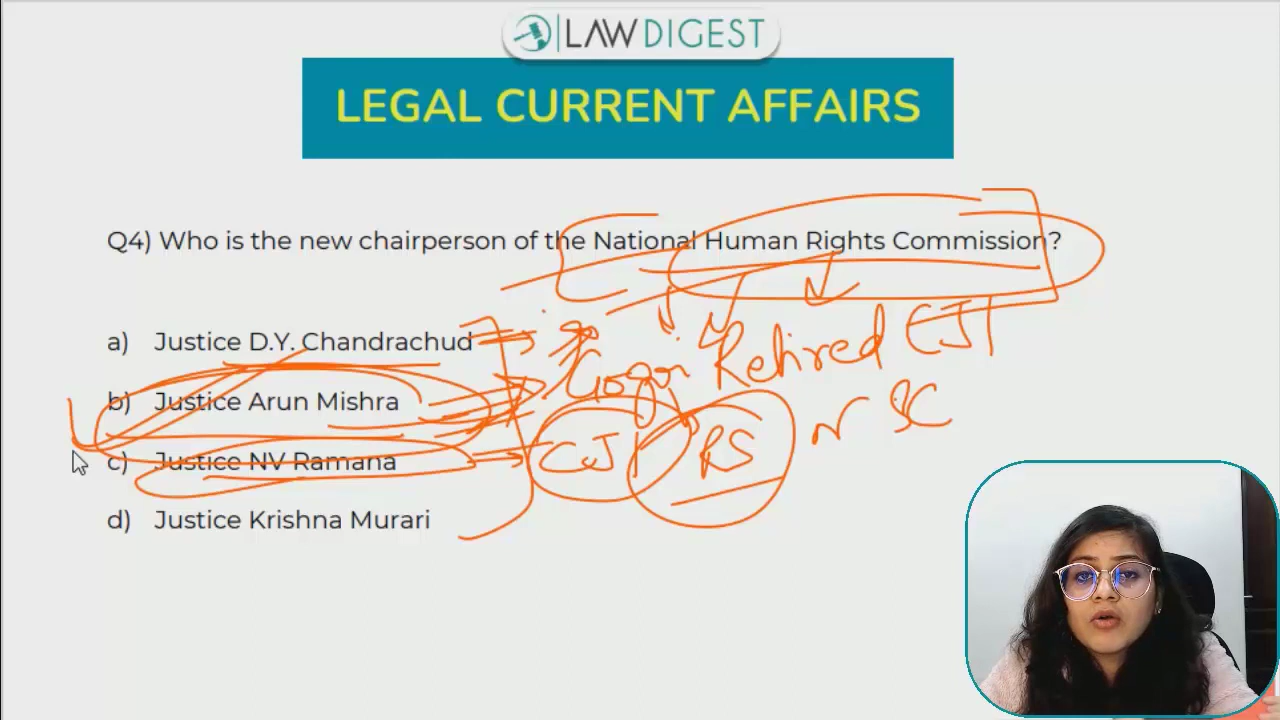 LAW DIGEST
LEGAL CURRENT AFFAIRS
Q4) Who is the new chairperson of the National Human Rights Commission?
a) Justice D.Y. Chandrachud
b) Justice Arun Mishra
c) Justice NV Ramana
d) Justice Krishna Murari
Gogoi Retired CJI
CJI RS or SC